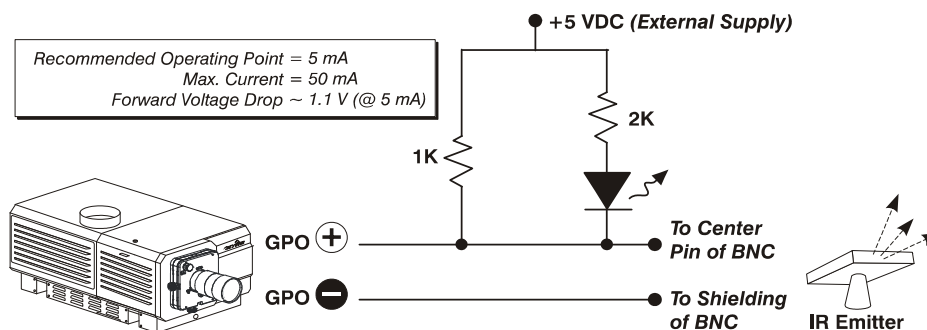 +5 VDC (External Supply)
Recommended Operating Point = 5 mA
Max. Current = 50 mA
Forward Voltage Drop ~ 1.1 V (@ 5 mA)
2K
1K
GPO +
To Center
Pin of BNC
GPO −
To Shielding
of BNC
IR Emitter